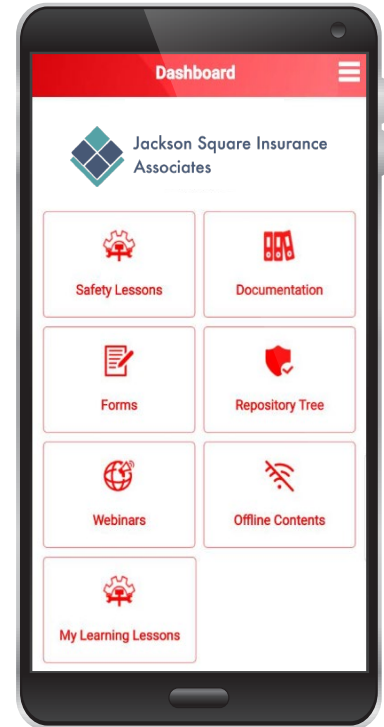 Dashboard
Jackson Square Insurance
Associates
Safety Lessons
Documentation
Forms
Repository Tree
Webinars
Offline Contents
My Learning Lessons